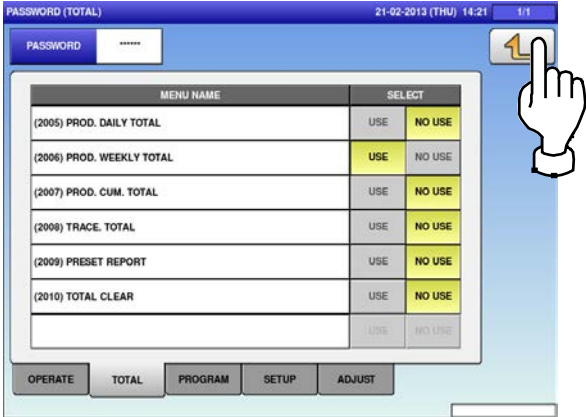 PASSWORD (TOTAL) 21-02-2013 (THU) 14:21 1/1
PASSWORD ******
MENU NAME SELECT
(2005) PROD. DAILY TOTAL USE NO USE
(2006) PROD. WEEKLY TOTAL USE NO USE
(2007) PROD. CUM. TOTAL USE NO USE
(2008) TRACE. TOTAL USE NO USE
(2009) PRESET REPORT USE NO USE
(2010) TOTAL CLEAR USE NO USE
USE NO USE
OPERATE TOTAL PROGRAM SETUP ADJUST